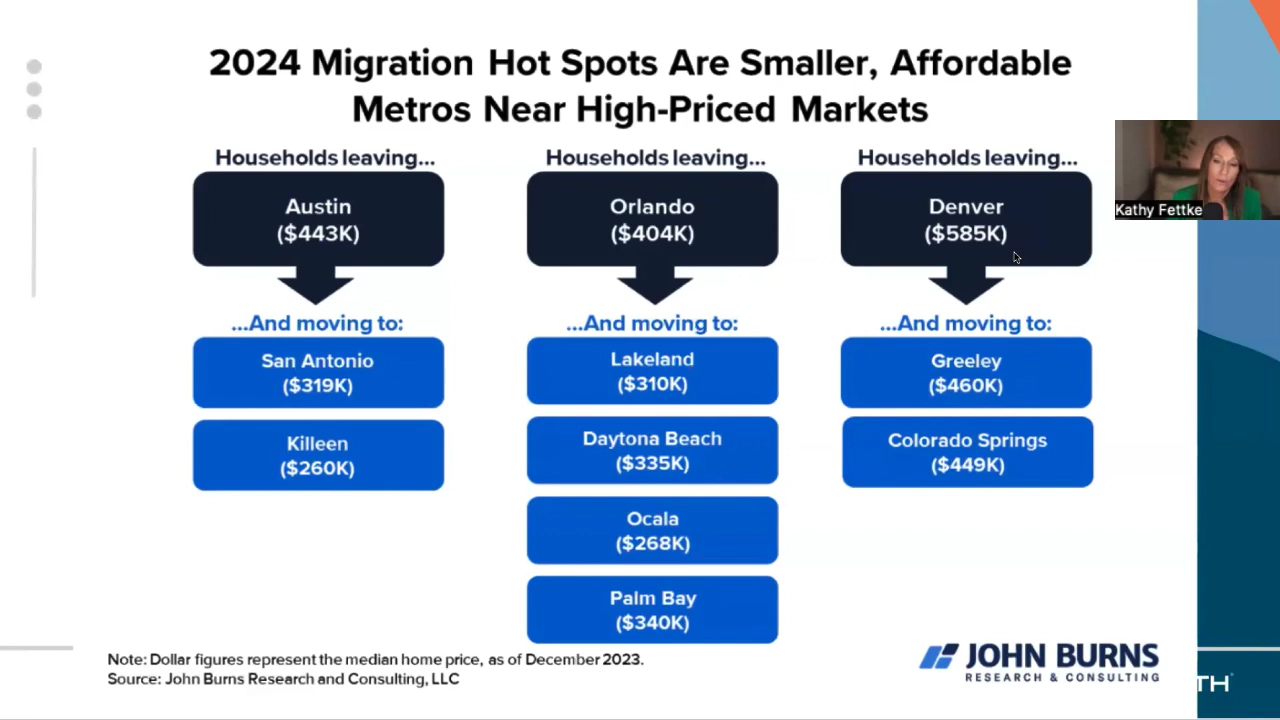 2024 Migration Hot Spots Are Smaller, Affordable
Metros Near High-Priced Markets
Households leaving...
Austin
($443K)
...And moving to:
San Antonio
($319K)
Killeen
($260K)
Households leaving...
Orlando
($404K)
...And moving to:
Lakeland
($310K)
Daytona Beach
($335K)
Ocala
($268K)
Palm Bay
($340K)
Households leaving...
Denver
($585K)
...And moving to:
Greeley
($460K)
Colorado Springs
($449K)
Kathy Fettke
Note: Dollar figures represent the median home price, as of December 2023.
Source: John Burns Research and Consulting, LLC
JOHN BURNS
RESEARCH & CONSULTING
TH